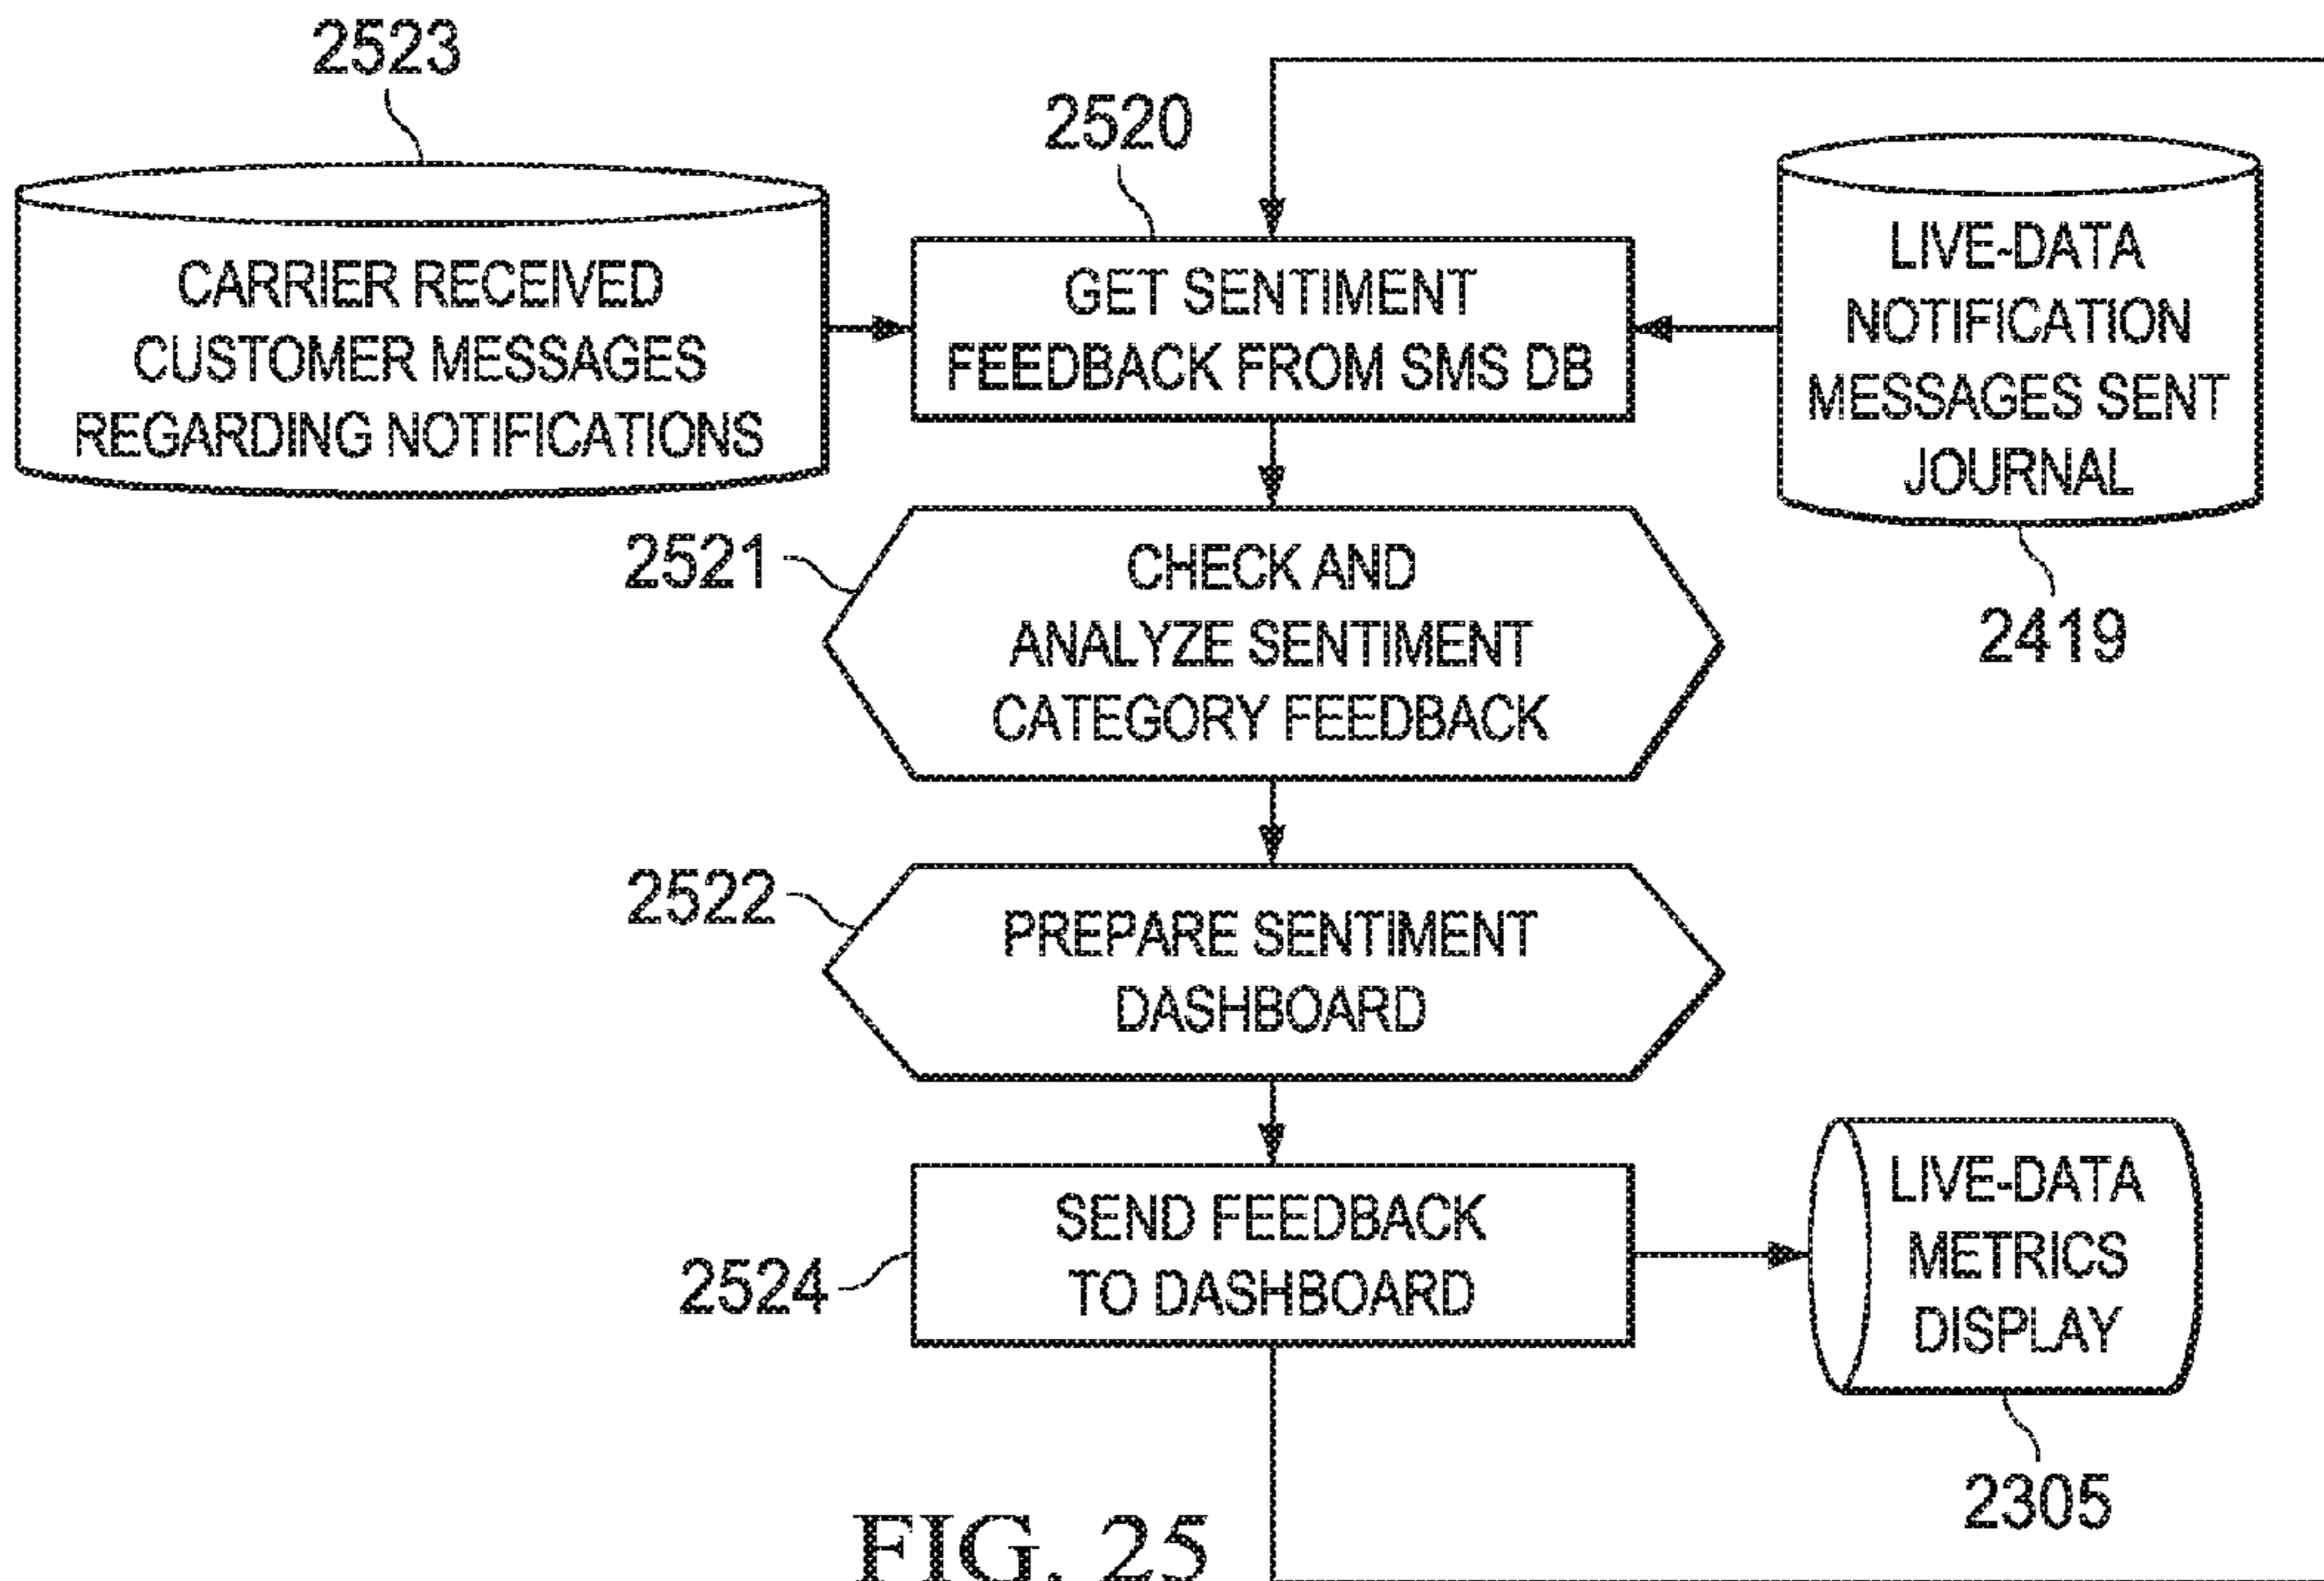 2523
2520
CARRIER RECEIVED
CUSTOMER MESSAGES
REGARDING NOTIFICATIONS
GET SENTIMENT
FEEDBACK FROM SMS DB
LIVE-DATA
NOTIFICATION
MESSAGES SENT
JOURNAL
2419
2521
CHECK AND
ANALYZE SENTIMENT
CATEGORY FEEDBACK
2522
PREPARE SENTIMENT
DASHBOARD
2524
SEND FEEDBACK
TO DASHBOARD
LIVE-DATA
METRICS
DISPLAY
2305
FIG. 25